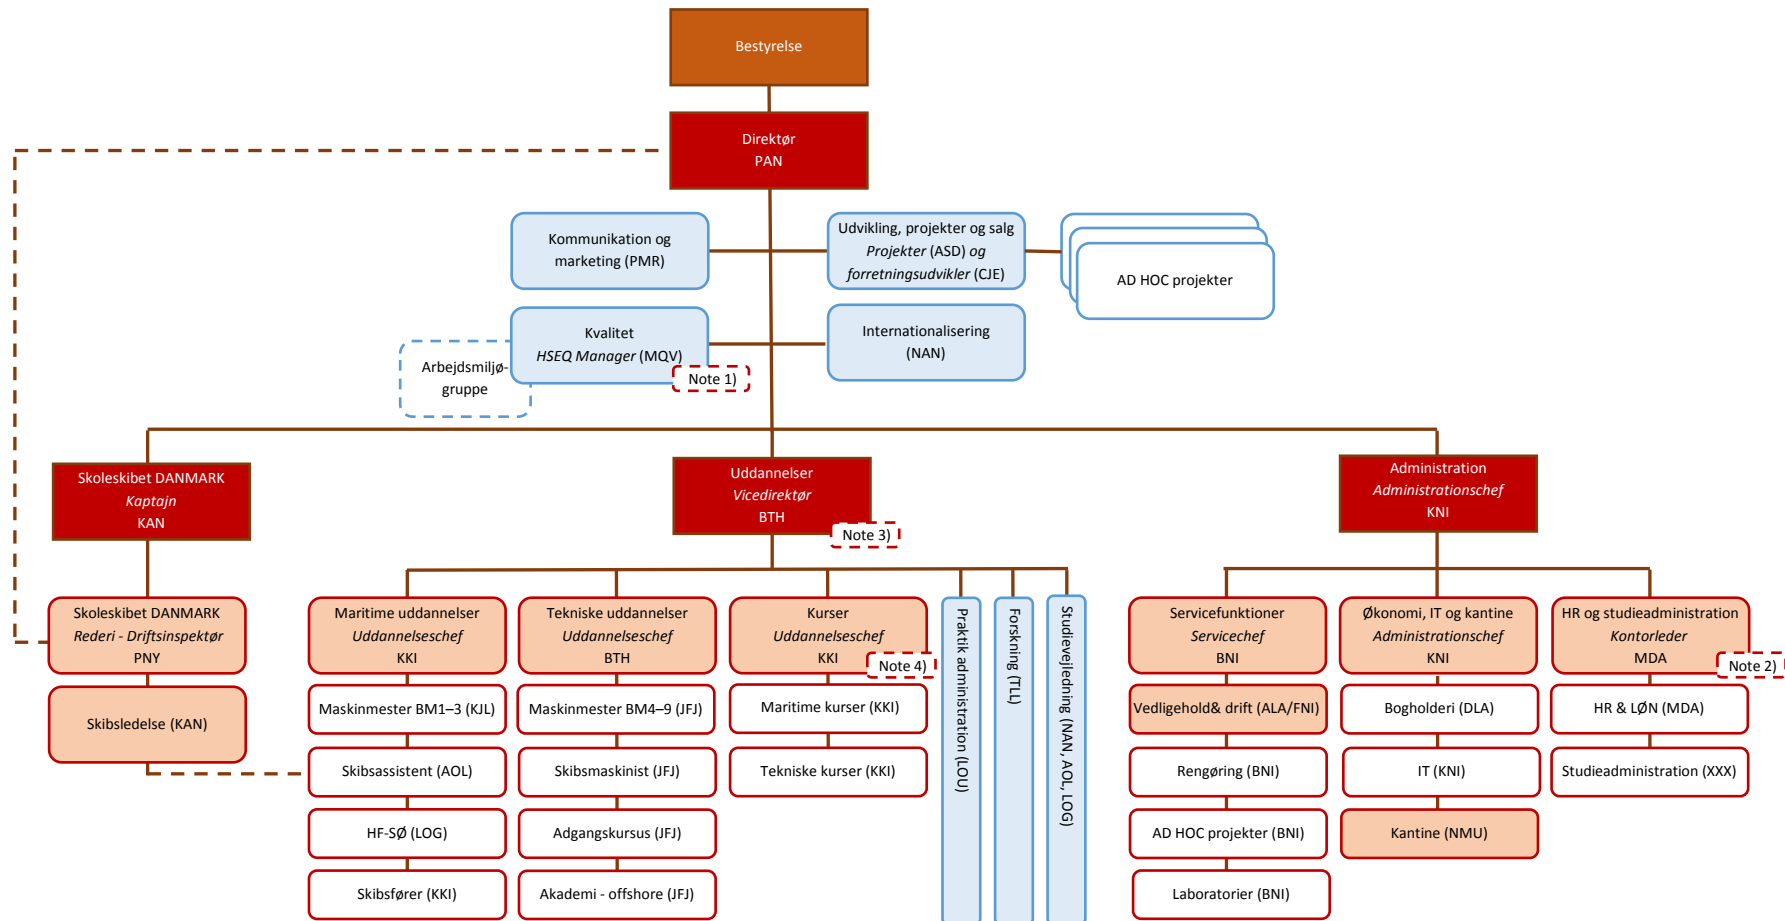 Bestyrelse
Direktør
PAN
Kommunikation og
marketing (PMR)
Udvikling, projekter og salg
Projekter (ASD) og
forretningsudvikler (CJE)
AD HOC projekter
Kvalitet
HSEQ Manager (MQV)
Note 1)
Arbejdsmiljø-
gruppe
Internationalisering
(NAN)
Skoleskibet DANMARK
Kaptajn
KAN
Uddannelser
Vicedirektør
BTH
Note 3)
Administration
Administrationschef
KNI
Skoleskibet DANMARK
Rederi - Driftsinspektør
PNY
Skibsledelse (KAN)
Maritime uddannelser
Uddannelseschef
KKI
Maskinmester BM1–3 (KJL)
Skibsassistent (AOL)
HF-SØ (LOG)
Skibsfører (KKI)
Tekniske uddannelser
Uddannelseschef
BTH
Maskinmester BM4–9 (JFJ)
Skibsmaskinist (JFJ)
Adgangskursus (JFJ)
Akademi - offshore (JFJ)
Kurser
Uddannelseschef
KKI
Note 4)
Maritime kurser (KKI)
Tekniske kurser (KKI)
Praktik administration (LOU)
Forskning (TLL)
Studievejledning (NAN, AOL, LOG)
Servicefunktioner
Servicechef
BNI
Vedligehold& drift (ALA/FNI)
Rengøring (BNI)
AD HOC projekter (BNI)
Laboratorier (BNI)
Økonomi, IT og kantine
Administrationschef
KNI
Bogholderi (DLA)
IT (KNI)
Kantine (NMU)
HR og studieadministration
Kontorleder
MDA
Note 2)
HR & LØN (MDA)
Studieadministration (XXX)